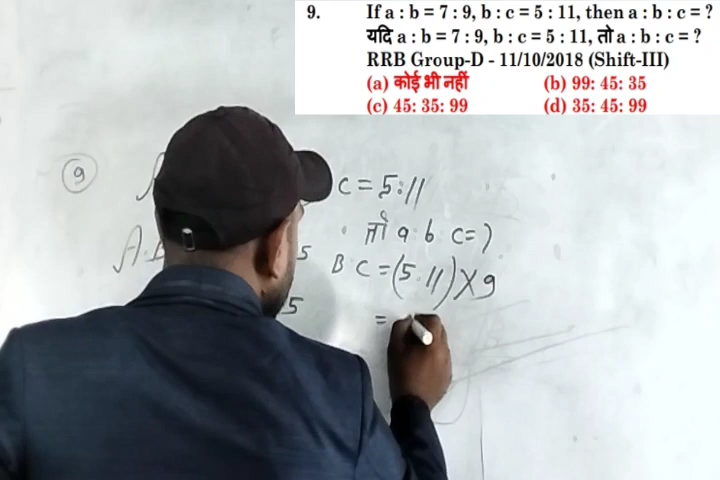 9. If a : b = 7 : 9, b : c = 5 : 11, then a : b : c = ?
यदि a : b = 7 : 9, b : c = 5 : 11, तो a : b : c = ?
RRB Group-D - 11/10/2018 (Shift-III)
(a) कोई भी नहीं (b) 99: 45: 35
(c) 45: 35: 99 (d) 35: 45: 99
9 c = 5:11
तो a b c = ?
A:B 5 B C = (5 11) X 9
5 =